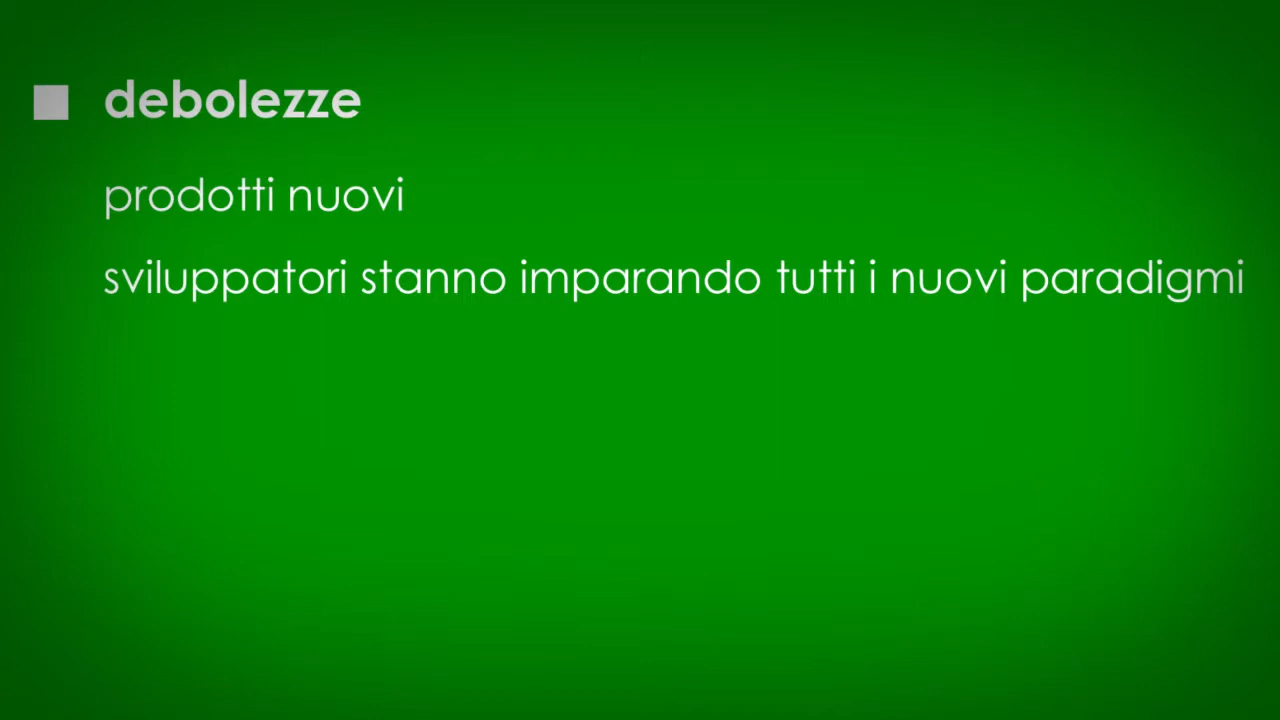 debolezze
prodotti nuovi
sviluppatori stanno imparando tutti i nuovi paradigmi